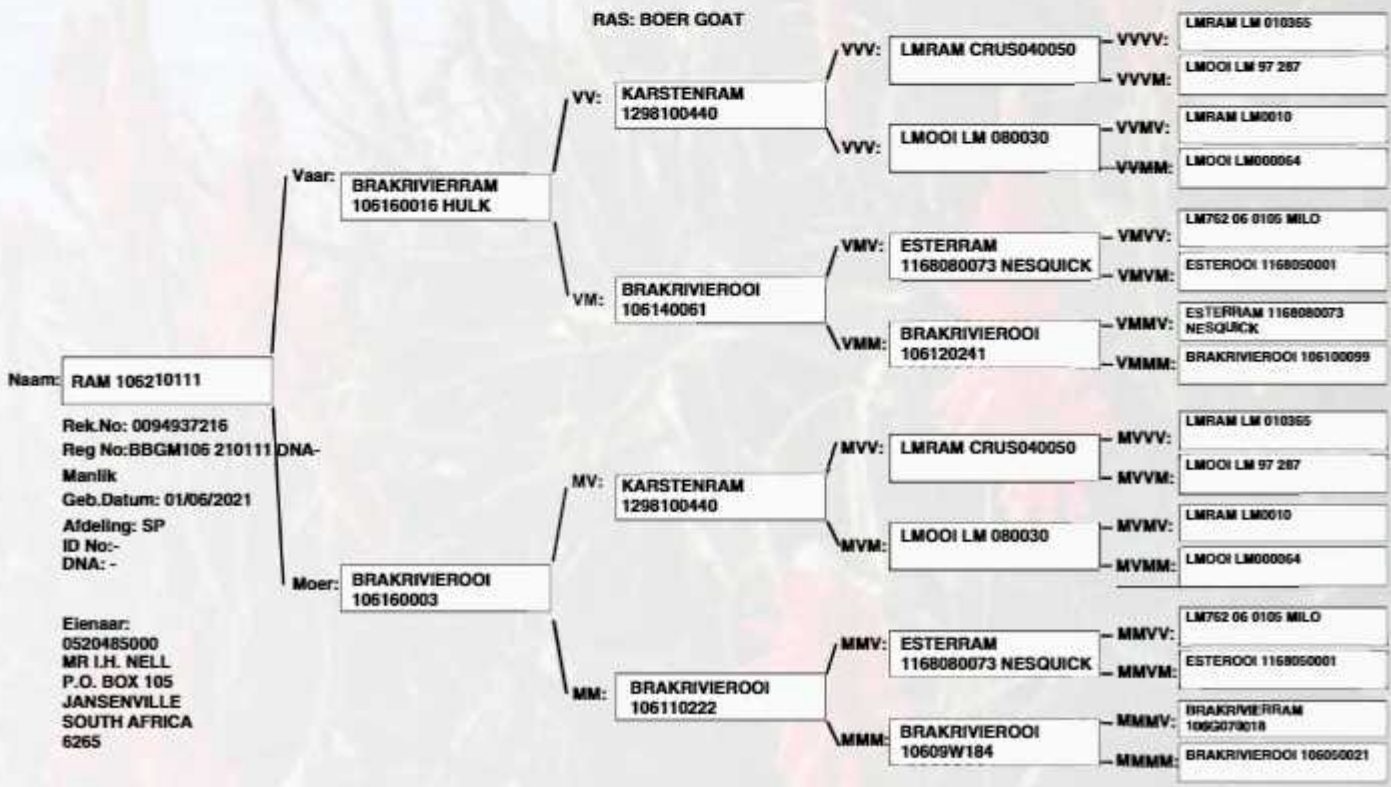 RAS: BOER GOAT
Naam:
RAM 106210111
Rek.No: 0094937216
Reg No:BBGM106 210111 DNA-
Manlik
Geb.Datum: 01/06/2021
Afdeling: SP
ID No:-
DNA: -
Eienaar:
0520485000
MR I.H. NELL
P.O. BOX 105
JANSENVILLE
SOUTH AFRICA
6265
Vaar:
BRAKRIVIERRAM
106160016 HULK
Moer:
BRAKRIVIEROOI
106160003
VV:
KARSTENRAM
1298100440
VM:
BRAKRIVIEROOI
106140061
MV:
KARSTENRAM
1298100440
MM:
BRAKRIVIEROOI
106110222
VVV:
LMRAM CRUS040050
VVV:
LMOOI LM 080030
VMV:
ESTERRAM
1168080073 NESQUICK
VMM:
BRAKRIVIEROOI
106120241
MVV:
LMRAM CRUS040050
MVM:
LMOOI LM 080030
MMV:
ESTERRAM
1168080073 NESQUICK
MMM:
BRAKRIVIEROOI
10609W184
VVVV:
LMRAM LM 010365
VVVM:
LMOOI LM 97 287
VVMV:
LMRAM LM0010
VVMM:
LMOOI LM000064
VMVV:
LM762 06 0105 MILO
VMVM:
ESTEROOI 1168050001
VMMV:
ESTERRAM 1168080073
NESQUICK
VMMM:
BRAKRIVIEROOI 106100099
MVVV:
LMRAM LM 010365
MVVM:
LMOOI LM 97 287
MVMV:
LMRAM LM0010
MVMM:
LMOOI LM000064
MMVV:
LM762 06 0105 MILO
MMVM:
ESTEROOI 1168050001
MMMV:
BRAKRIVIERRAM
106G070018
MMMM:
BRAKRIVIEROOI 106050021